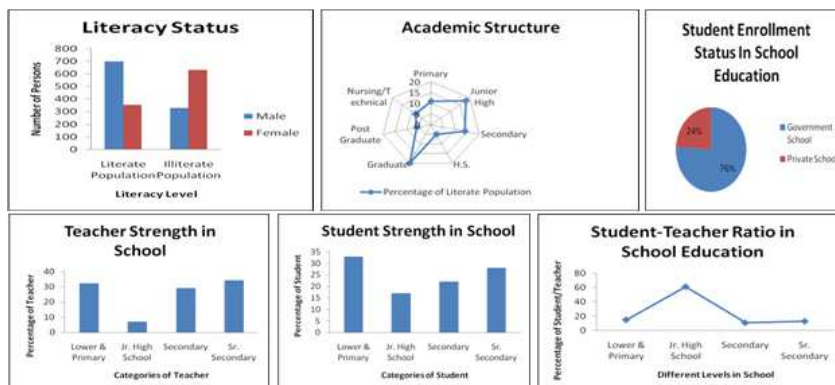 Literacy Status
Number of Persons
800
700
600
500
400
300
200
100
0
Literate
Population
Illiterate
Population
Literacy Level
Male
Female
Academic Structure
Primary
20
15
10
Junior
High
Secondary
H.S.
Graduate
Post
Graduate
Nursing/T
echnical
Percentage of Literate Population
Student Enrollment
Status In School
Education
24%
76%
Government
School
Private School
Teacher Strength in
School
Percentage of Teacher
40
30
20
10
0
Lower &
Primary
Jr. High
School
Secondary
Sr.
Secondary
Categories of Teacher
Student Strength in School
Percentage of Student
35
30
25
20
15
10
5
0
Lower &
Primary
Jr. High
School
Secondary
Sr.
Secondary
Categories of Student
Student-Teacher Ratio in
School Education
Percentage of Student/Teacher
80
60
40
20
0
Lower &
Primary
Jr. High
School
Secondary
Sr.
Secondary
Different Levels in School